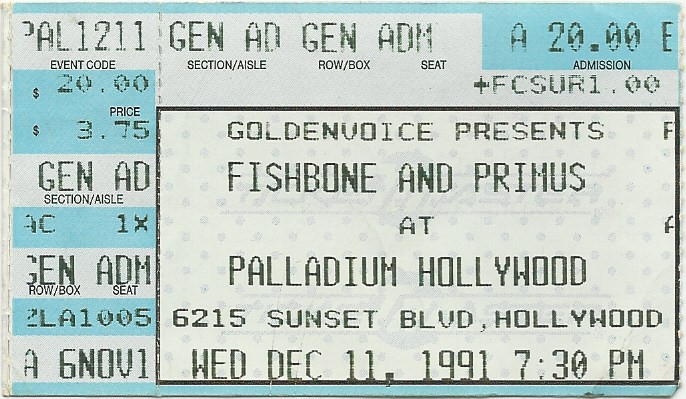 PAL1211 GEN AD GEN ADM A 20.00 E
EVENT CODE SECTION/AISLE ROW/BOX SEAT ADMISSION
$ 20.00 +FCSUR1.00
PRICE
$ 3.75 GOLDENVOICE PRESENTS
GEN AD FISHBONE AND PRIMUS
SECTION/AISLE
AC 1X AT
GEN ADM PALLADIUM HOLLYWOOD
ROW/BOX SEAT
ZLA1005 6215 SUNSET BLVD, HOLLYWOOD
A 6NOV1 WED DEC 11, 1991 7:30 PM